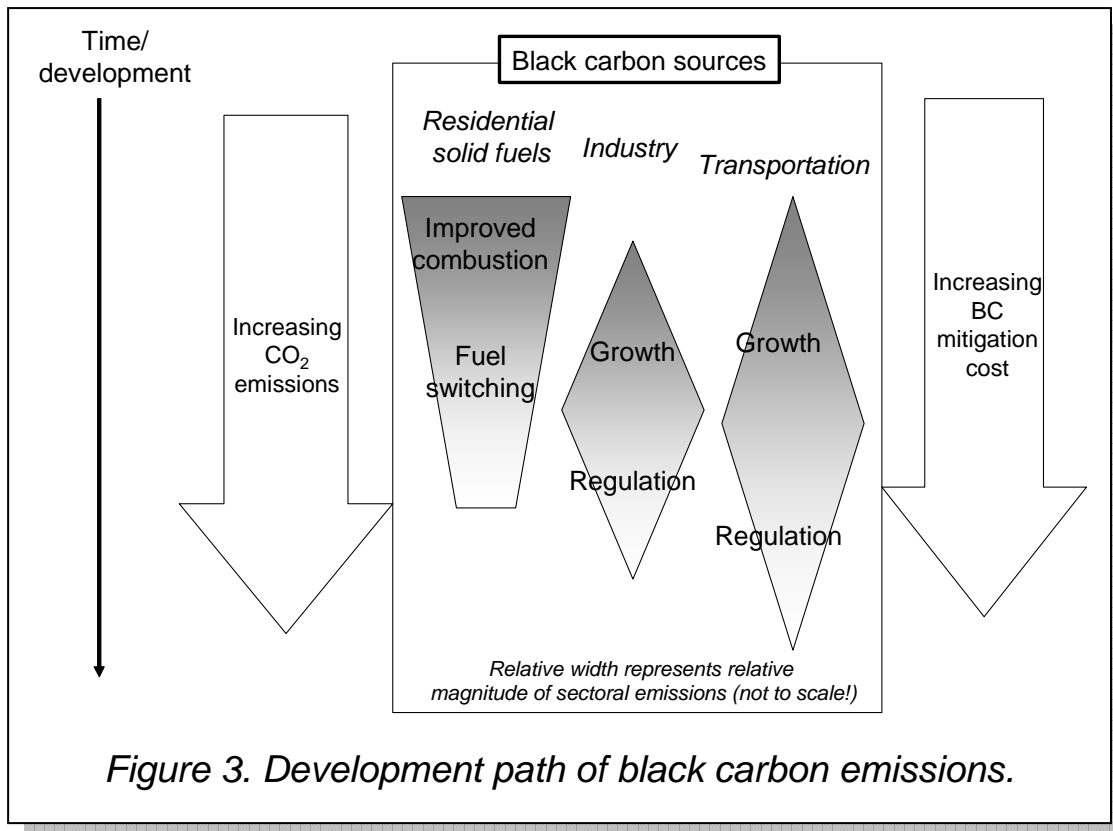 Time/
development
Black carbon sources
Residential
solid fuels
Industry
Transportation
Improved
combustion
Fuel
switching
Growth
Regulation
Growth
Regulation
Increasing
CO₂
emissions
Increasing
BC
mitigation
cost
Relative width represents relative
magnitude of sectoral emissions (not to scale!)
Figure 3. Development path of black carbon emissions.